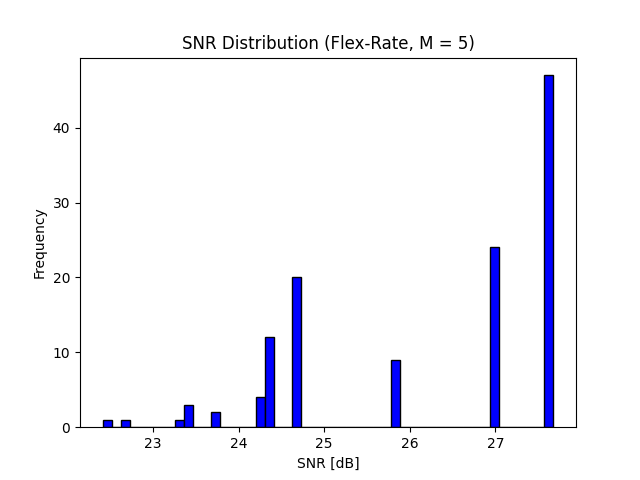 SNR Distribution (Flex-Rate, M = 5)
Frequency
40
30
20
10
0
23 24 25 26 27
SNR [dB]